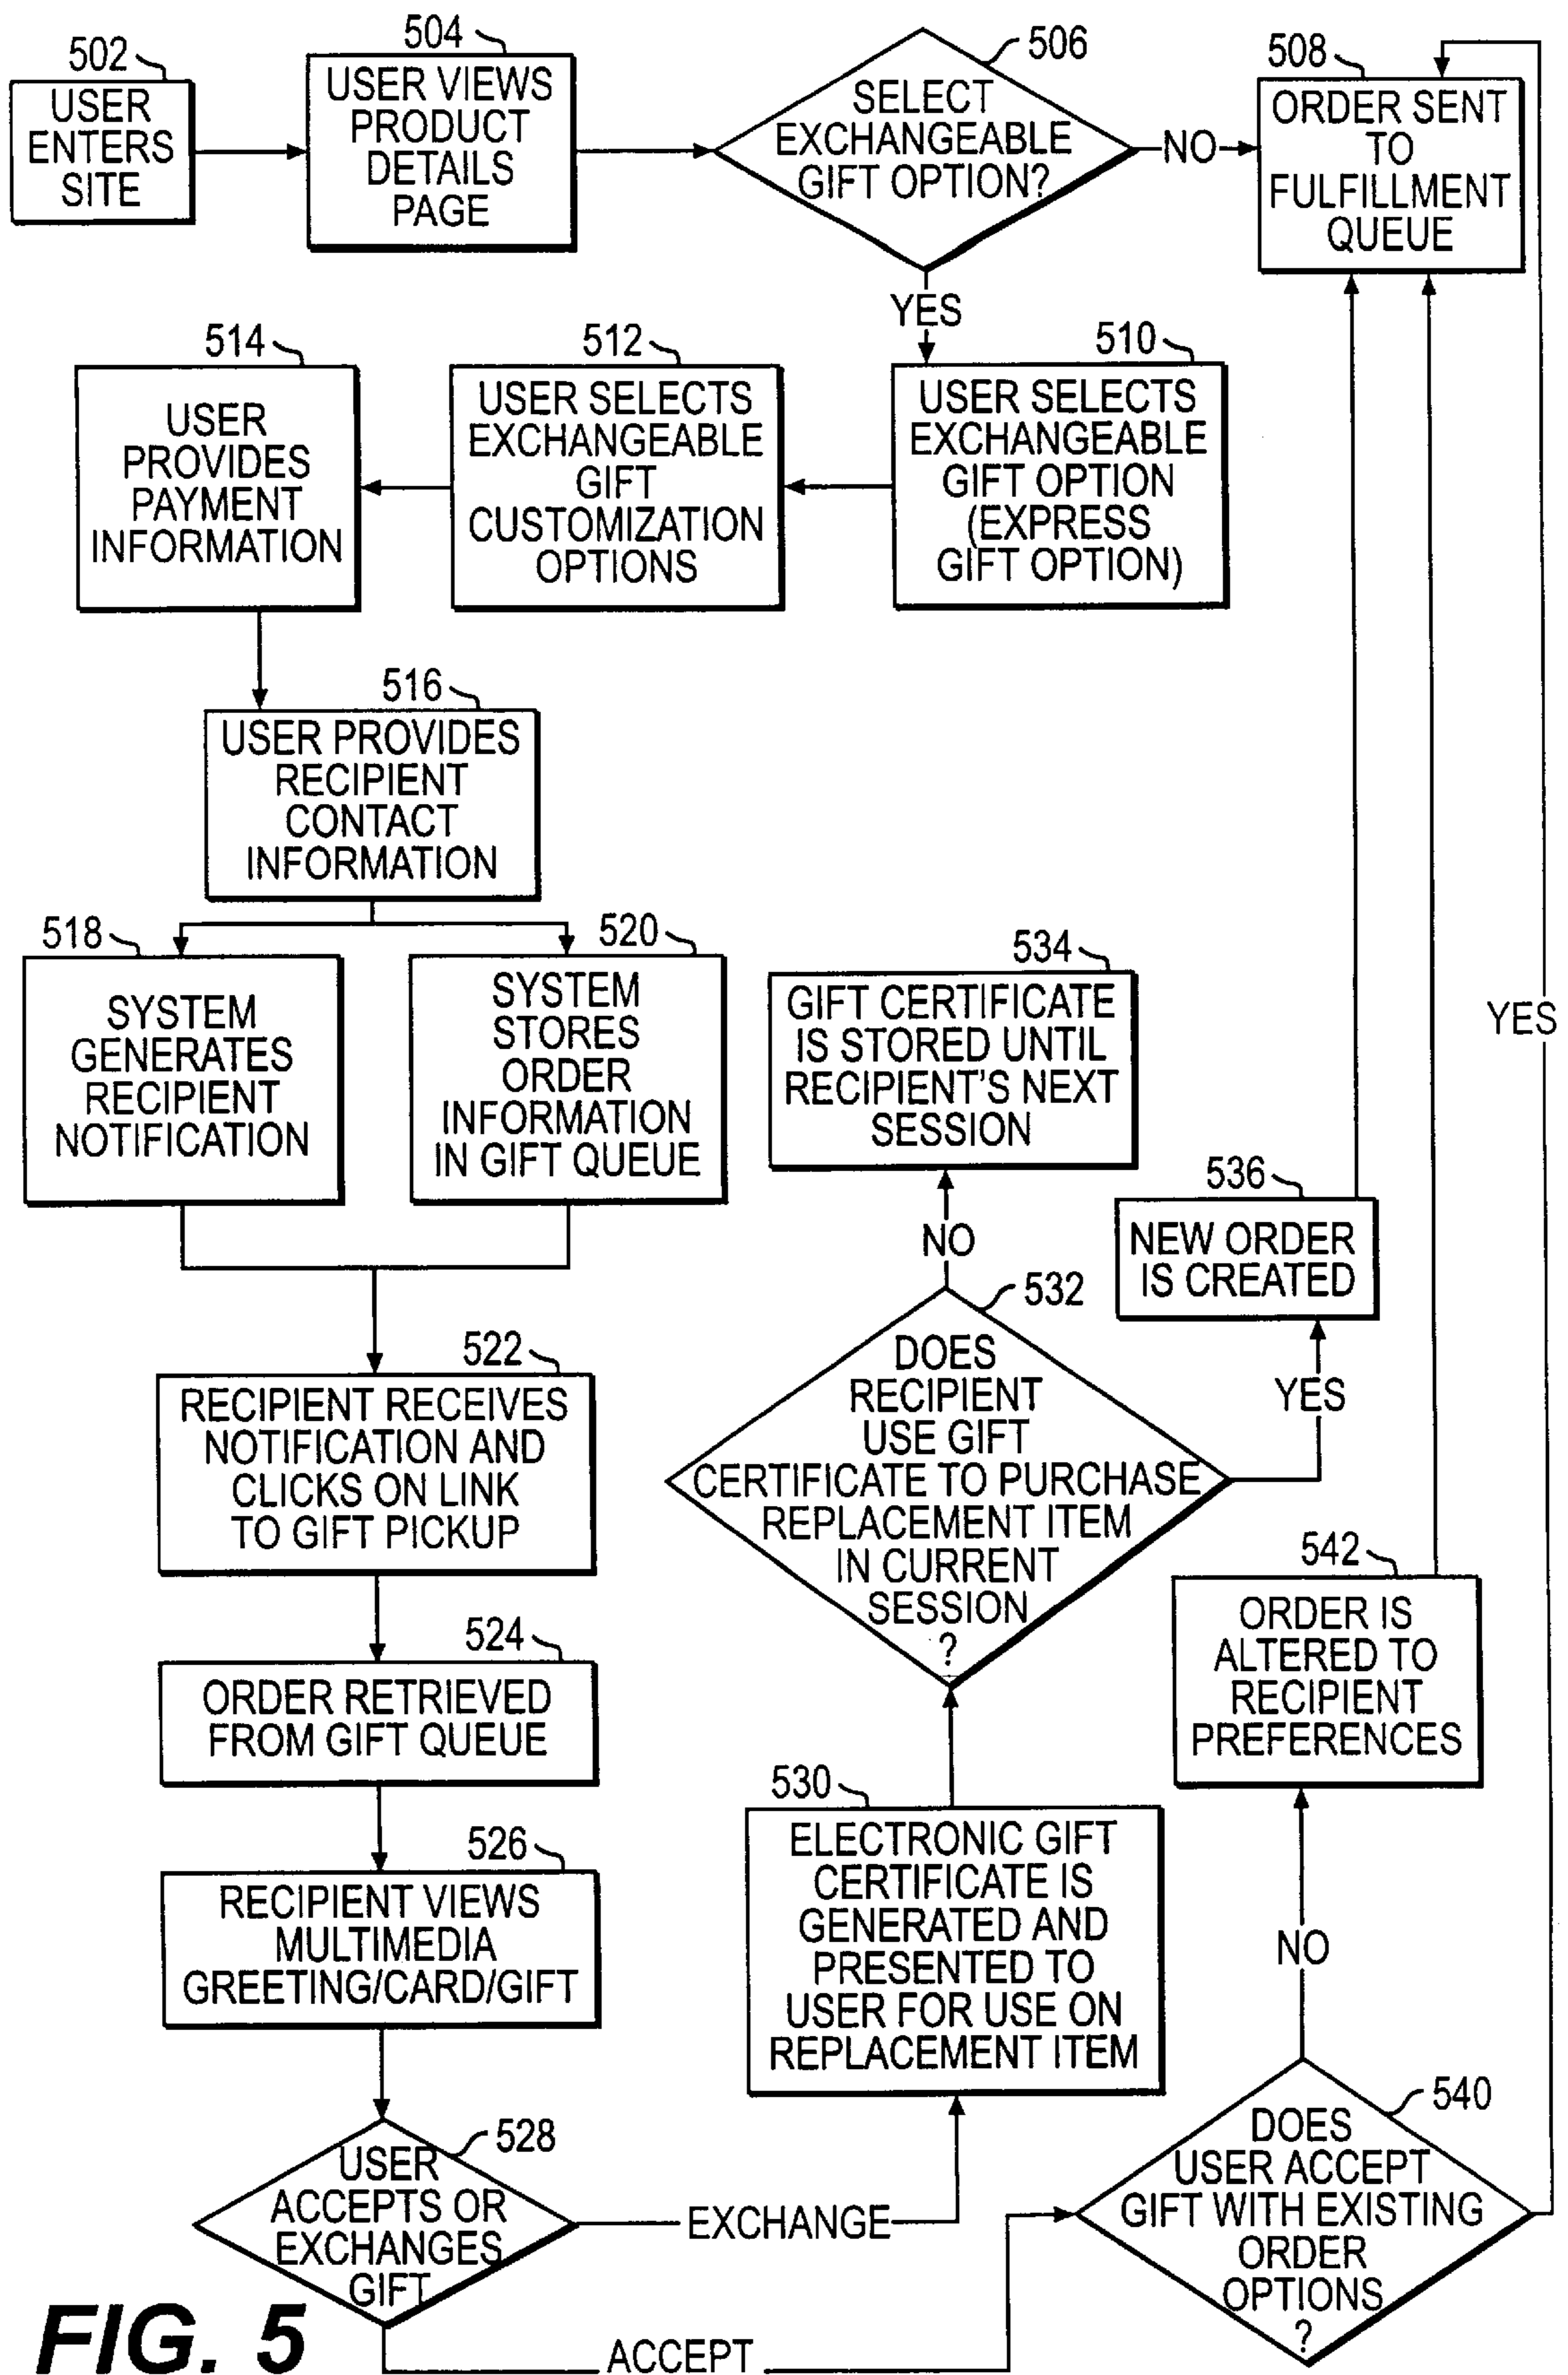 502
USER
ENTERS
SITE
504
USER VIEWS
PRODUCT
DETAILS
PAGE
506
SELECT
EXCHANGEABLE
GIFT OPTION?
NO
508
ORDER SENT
TO
FULFILLMENT
QUEUE
YES
514
USER
PROVIDES
PAYMENT
INFORMATION
512
USER SELECTS
EXCHANGEABLE
GIFT
CUSTOMIZATION
OPTIONS
510
USER SELECTS
EXCHANGEABLE
GIFT OPTION
(EXPRESS
GIFT OPTION)
516
USER PROVIDES
RECIPIENT
CONTACT
INFORMATION
518
SYSTEM
GENERATES
RECIPIENT
NOTIFICATION
520
SYSTEM
STORES
ORDER
INFORMATION
IN GIFT QUEUE
534
GIFT CERTIFICATE
IS STORED UNTIL
RECIPIENT'S NEXT
SESSION
YES
NO
536
NEW ORDER
IS CREATED
522
RECIPIENT RECEIVES
NOTIFICATION AND
CLICKS ON LINK
TO GIFT PICKUP
532
DOES
RECIPIENT
USE GIFT
CERTIFICATE TO PURCHASE
REPLACEMENT ITEM
IN CURRENT
SESSION
?
YES
524
ORDER RETRIEVED
FROM GIFT QUEUE
542
ORDER IS
ALTERED TO
RECIPIENT
PREFERENCES
526
RECIPIENT VIEWS
MULTIMEDIA
GREETING/CARD/GIFT
530
ELECTRONIC GIFT
CERTIFICATE IS
GENERATED AND
PRESENTED TO
USER FOR USE ON
REPLACEMENT ITEM
NO
528
USER
ACCEPTS OR
EXCHANGES
GIFT
EXCHANGE
540
DOES
USER ACCEPT
GIFT WITH EXISTING
ORDER
OPTIONS
?
ACCEPT
FIG. 5